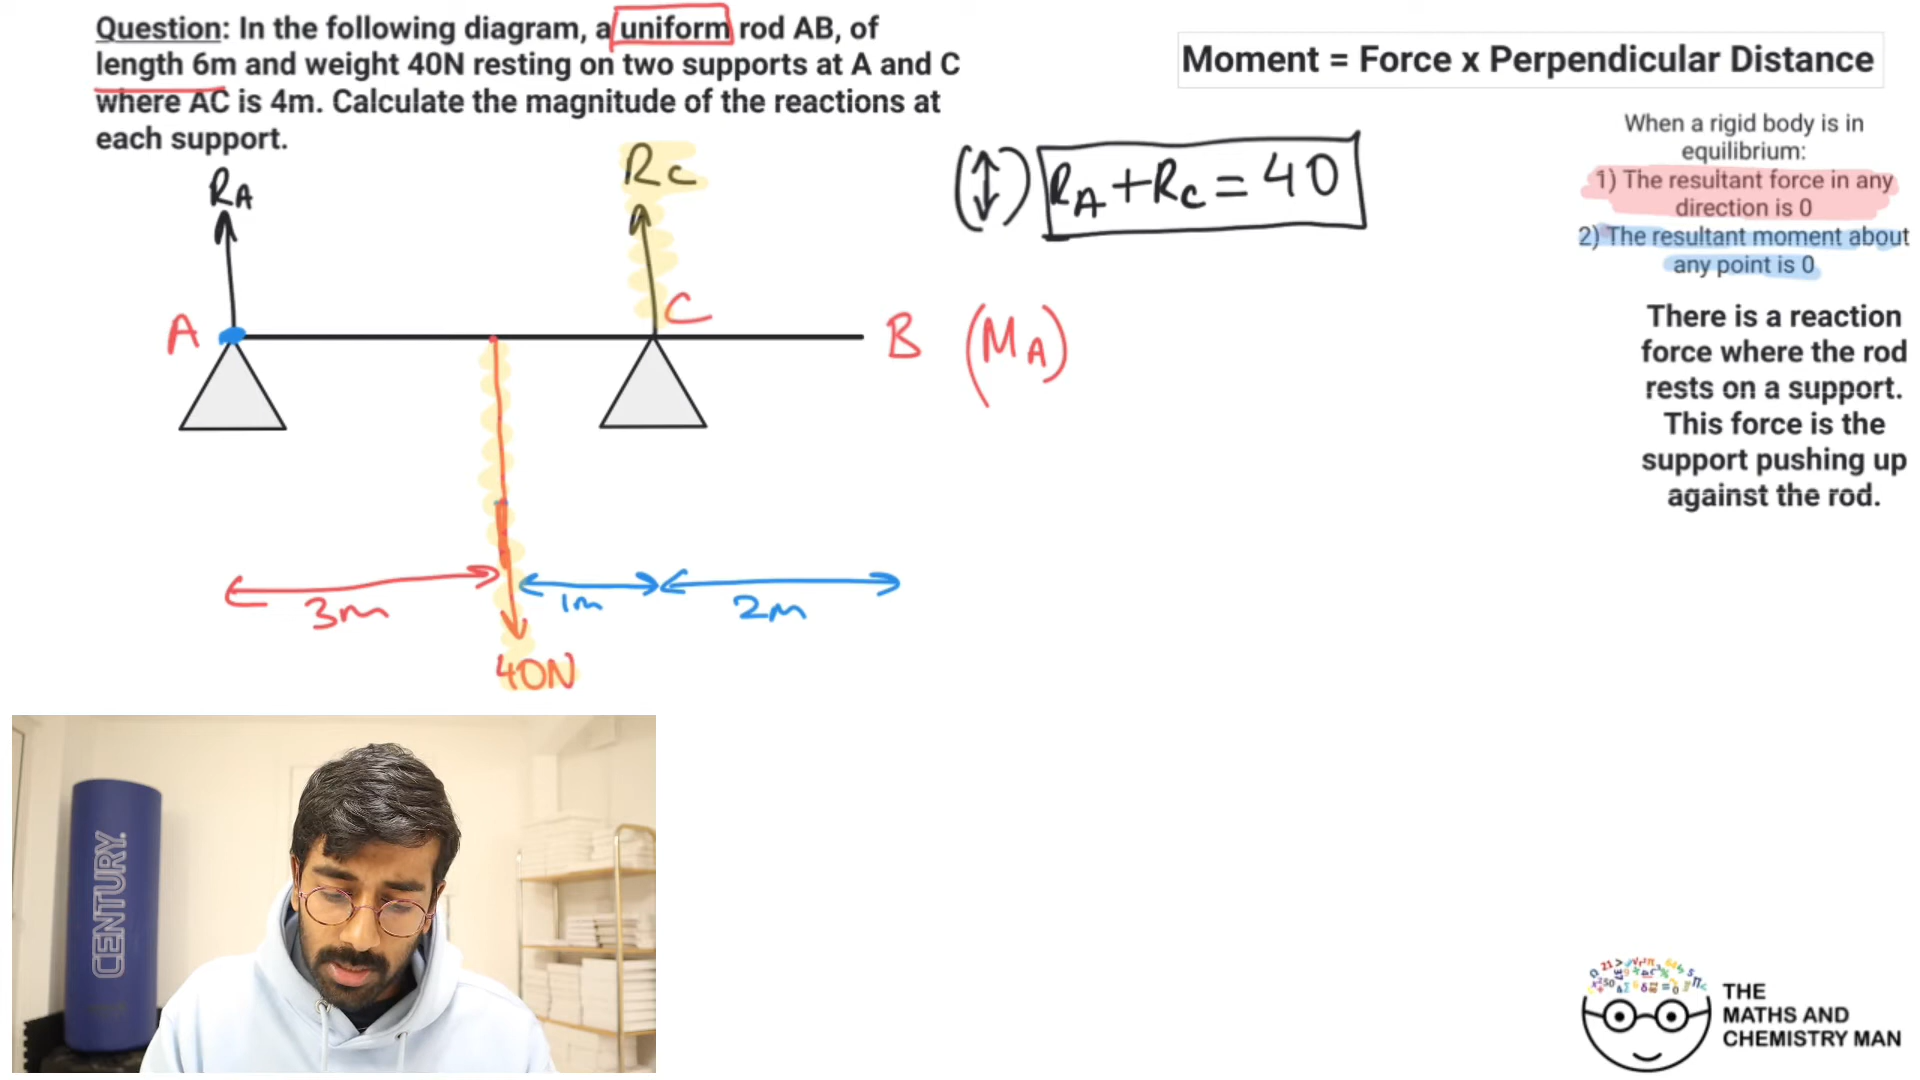 Question: In the following diagram, a uniform rod AB, of
length 6m and weight 40N resting on two supports at A and C
where AC is 4m. Calculate the magnitude of the reactions at
each support.
Moment = Force x Perpendicular Distance
When a rigid body is in
equilibrium:
1) The resultant force in any
direction is 0
2) The resultant moment about
any point is 0
There is a reaction
force where the rod
rests on a support.
This force is the
support pushing up
against the rod.
(↕) RA + RC = 40
RA
RC
A
C
B
(MA)
3m
1m
2m
40N
CENTURY.
THE
MATHS AND
CHEMISTRY MAN